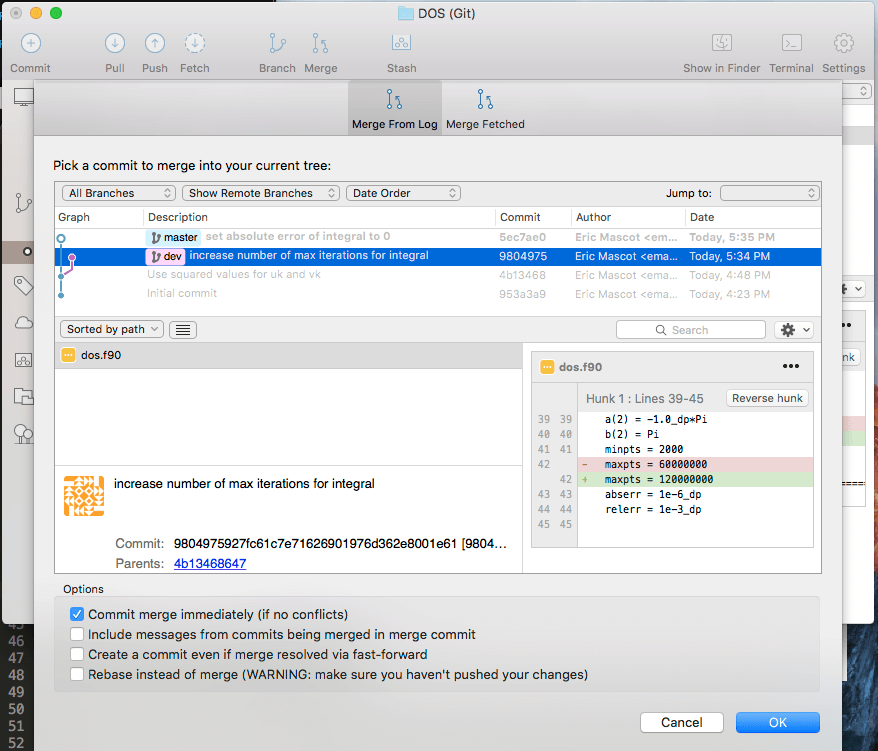 DOS (Git)
Commit Pull Push Fetch Branch Merge Stash Show in Finder Terminal Settings
Merge From Log Merge Fetched
Pick a commit to merge into your current tree:
All Branches Show Remote Branches Date Order Jump to:
Graph Description Commit Author Date
master set absolute error of integral to 0 5ec7ae0 Eric Mascot <ema... Today, 5:35 PM
dev increase number of max iterations for integral 9804975 Eric Mascot <ema... Today, 5:34 PM
Use squared values for uk and vk 4b13468 Eric Mascot <ema... Today, 4:48 PM
Initial commit 953a3a9 Eric Mascot <ema... Today, 4:23 PM
Sorted by path Search
dos.f90
dos.f90
Hunk 1 : Lines 39-45 Reverse hunk
39 39 a(2) = -1.0_dp*Pi
40 40 b(2) = Pi
41 41 minpts = 2000
42 - maxpts = 60000000
42 + maxpts = 120000000
43 43 abserr = 1e-6_dp
44 44 relerr = 1e-3_dp
45 45
increase number of max iterations for integral
Commit: 9804975927fc61c7e71626901976d362e8001e61 [9804...
Parents: 4b13468647
nk
Options
Commit merge immediately (if no conflicts)
Include messages from commits being merged in merge commit
Create a commit even if merge resolved via fast-forward
Rebase instead of merge (WARNING: make sure you haven't pushed your changes)
Cancel OK
45
46
47
48
49
50
51
52